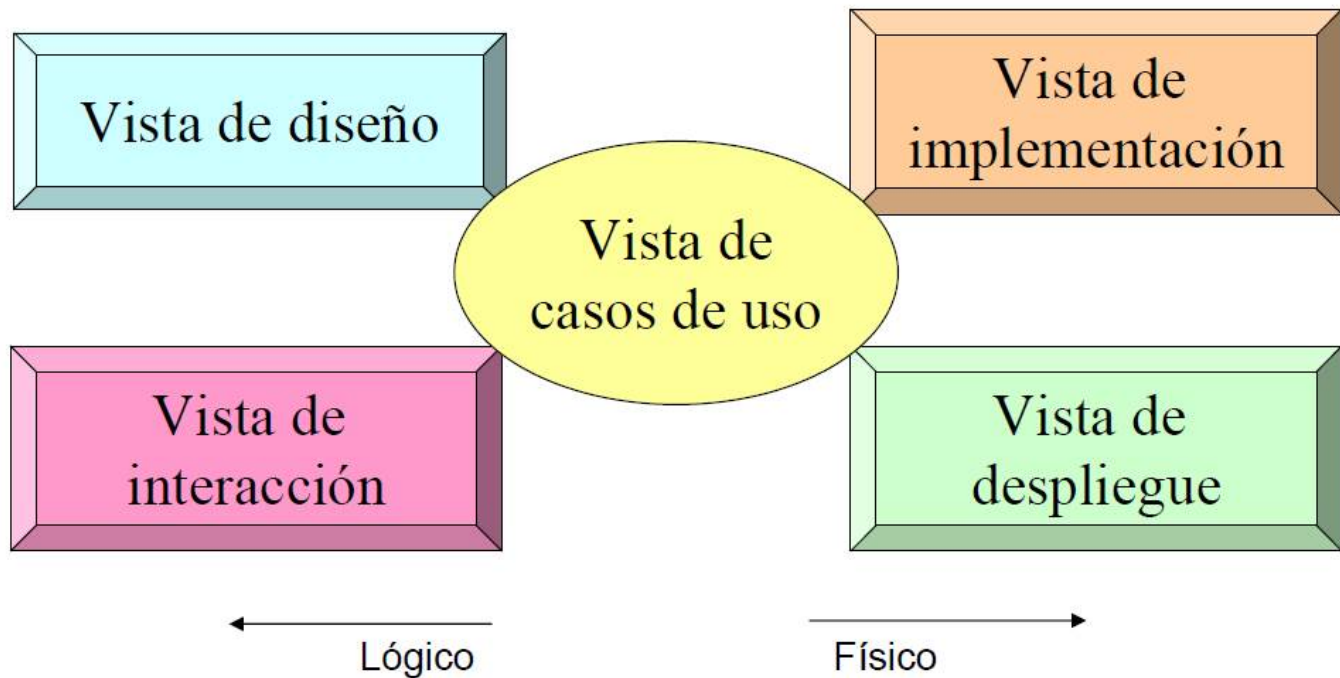 Vista de diseño
Vista de
implementación
Vista de
casos de uso
Vista de
interacción
Vista de
despliegue
Lógico
Físico